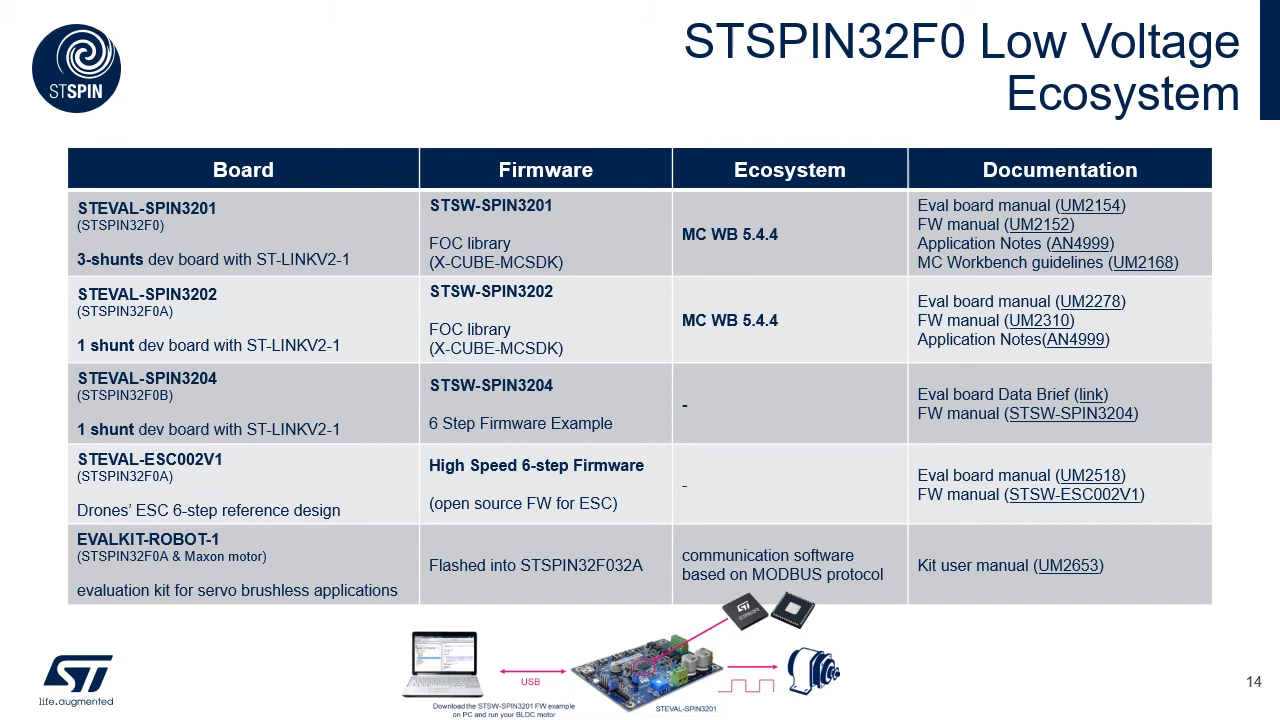 STSPIN32F0 Low Voltage
Ecosystem
STSPIN
Board
Firmware
Ecosystem
Documentation
STEVAL-SPIN3201
(STSPIN32F0)
3-shunts dev board with ST-LINKV2-1
STSW-SPIN3201
FOC library
(X-CUBE-MCSDK)
MC WB 5.4.4
Eval board manual (UM2154)
FW manual (UM2152)
Application Notes (AN4999)
MC Workbench guidelines (UM2168)
STEVAL-SPIN3202
(STSPIN32F0A)
1 shunt dev board with ST-LINKV2-1
STSW-SPIN3202
FOC library
(X-CUBE-MCSDK)
MC WB 5.4.4
Eval board manual (UM2278)
FW manual (UM2310)
Application Notes(AN4999)
STEVAL-SPIN3204
(STSPIN32F0B)
1 shunt dev board with ST-LINKV2-1
STSW-SPIN3204
6 Step Firmware Example
-
Eval board Data Brief (link)
FW manual (STSW-SPIN3204)
STEVAL-ESC002V1
(STSPIN32F0A)
Drones’ ESC 6-step reference design
High Speed 6-step Firmware
(open source FW for ESC)
-
Eval board manual (UM2518)
FW manual (STSW-ESC002V1)
EVALKIT-ROBOT-1
(STSPIN32F0A & Maxon motor)
evaluation kit for servo brushless applications
Flashed into STSPIN32F032A
communication software
based on MODBUS protocol
Kit user manual (UM2653)
ST
life.augmented
USB
Download the STSW-SPIN3201 FW example
on PC and run your BLDC motor
STEVAL-SPIN3201
ST
STSPIN32F0
14